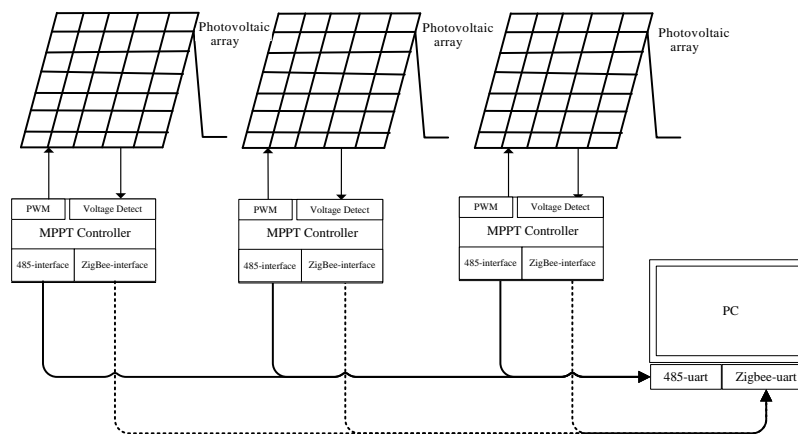 Photovoltaic
array
Photovoltaic
array
Photovoltaic
array
PWM
Voltage Detect
MPPT Controller
485-interface
ZigBee-interface
PWM
Voltage Detect
MPPT Controller
485-interface
ZigBee-interface
PWM
Voltage Detect
MPPT Controller
485-interface
ZigBee-interface
PC
485-uart
Zigbee-uart